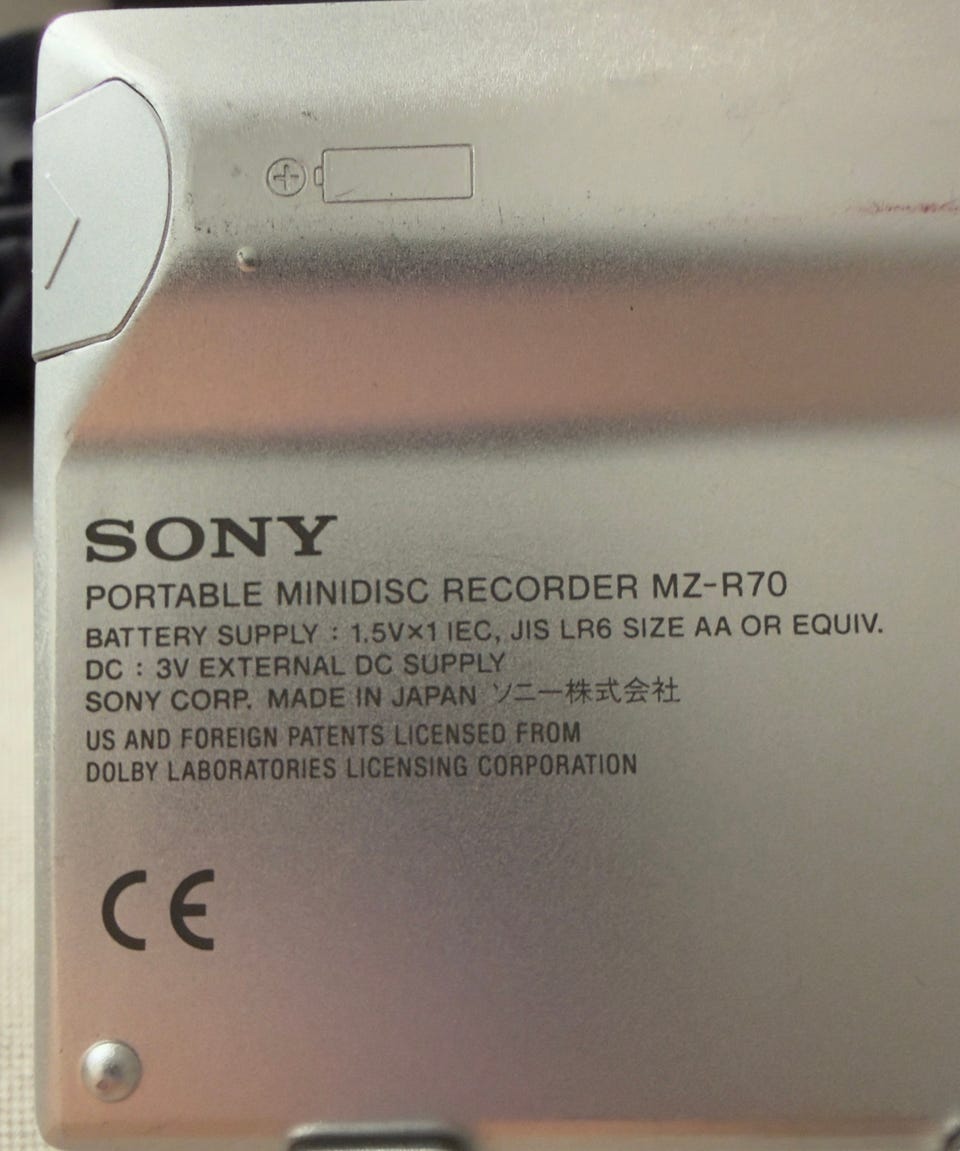 SONY
PORTABLE MINIDISC RECORDER MZ-R70
BATTERY SUPPLY : 1.5V×1 IEC, JIS LR6 SIZE AA OR EQUIV.
DC : 3V EXTERNAL DC SUPPLY
SONY CORP. MADE IN JAPAN ソニー株式会社
US AND FOREIGN PATENTS LICENSED FROM
DOLBY LABORATORIES LICENSING CORPORATION
CE